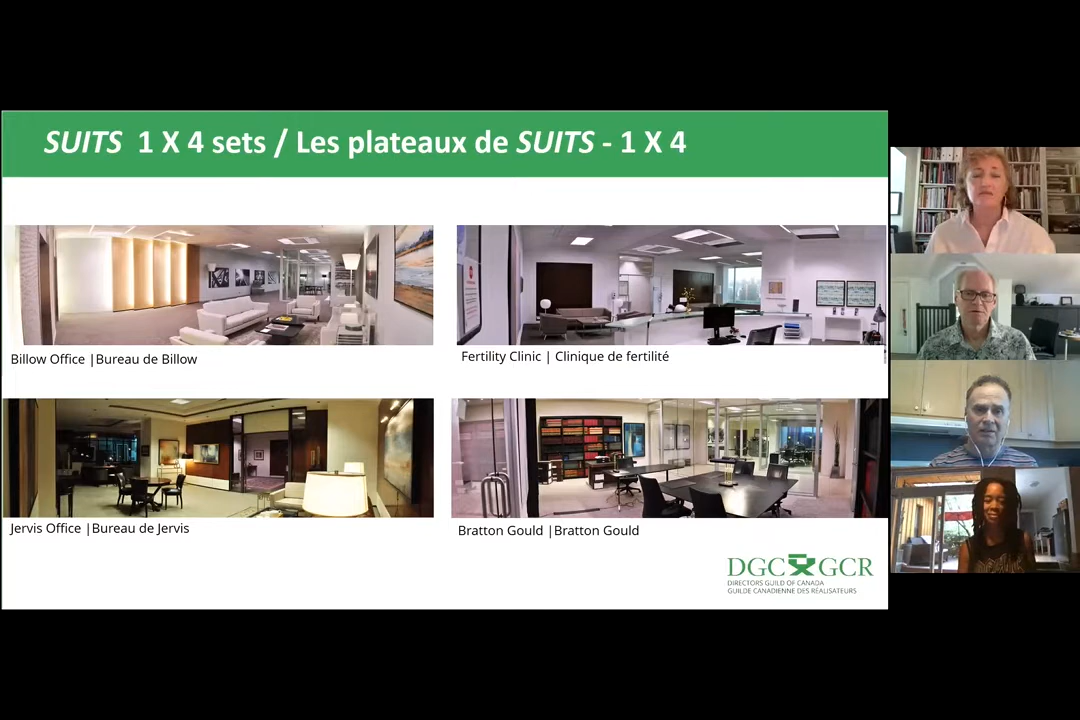 SUITS 1 X 4 sets / Les plateaux de SUITS - 1 X 4
Billow Office |Bureau de Billow
Fertility Clinic | Clinique de fertilité
Jervis Office |Bureau de Jervis
Bratton Gould |Bratton Gould
DGC GCR
DIRECTORS GUILD OF CANADA
GUILDE CANADIENNE DES RÉALISATEURS